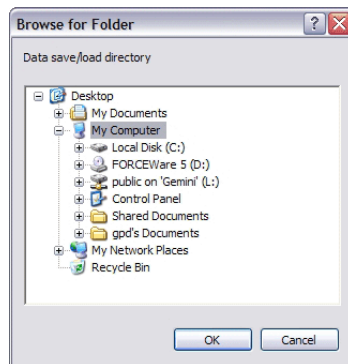 Browse for Folder
Data save/load directory
Desktop
My Documents
My Computer
Local Disk (C:)
FORCEWare 5 (D:)
public on 'Gemini' (L:)
Control Panel
Shared Documents
gpd's Documents
My Network Places
Recycle Bin
OK Cancel